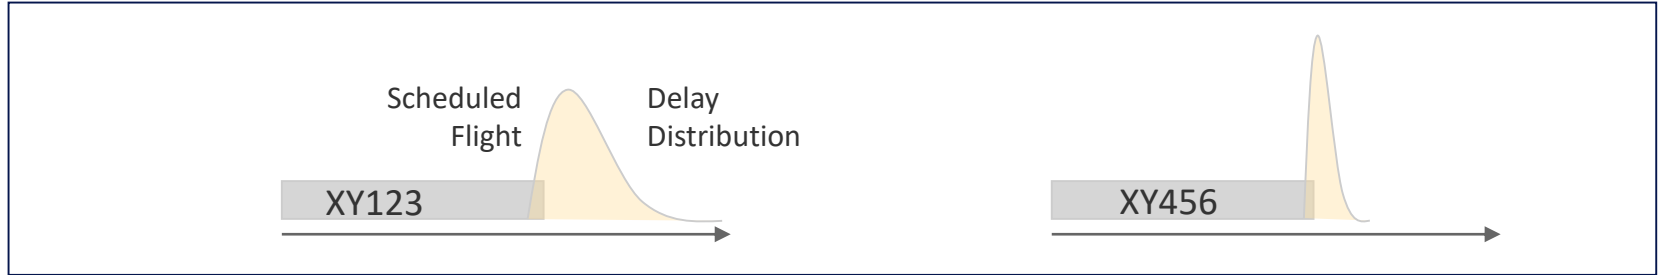 Scheduled
Flight
Delay
Distribution
XY123
XY456